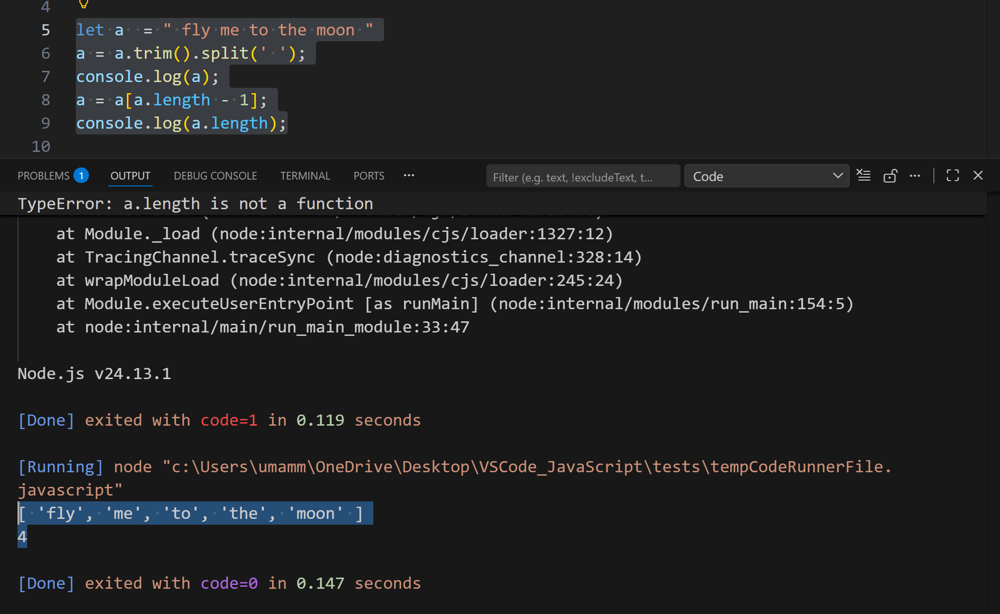 4
5 let a  = " fly me to the moon "
6 a = a.trim().split(' ');
7 console.log(a);
8 a = a[a.length - 1];
9 console.log(a.length);
10
PROBLEMS 1 OUTPUT DEBUG CONSOLE TERMINAL PORTS ... Filter (e.g. text, !excludeText, t... Code ...
TypeError: a.length is not a function
at Module._load (node:internal/modules/cjs/loader:1327:12)
at TracingChannel.traceSync (node:diagnostics_channel:328:14)
at wrapModuleLoad (node:internal/modules/cjs/loader:245:24)
at Module.executeUserEntryPoint [as runMain] (node:internal/modules/run_main:154:5)
at node:internal/main/run_main_module:33:47
Node.js v24.13.1
[Done] exited with code=1 in 0.119 seconds
[Running] node "c:\Users\umamm\OneDrive\Desktop\VSCode_JavaScript\tests\tempCodeRunnerFile.
javascript"
[ 'fly', 'me', 'to', 'the', 'moon' ]
4
[Done] exited with code=0 in 0.147 seconds